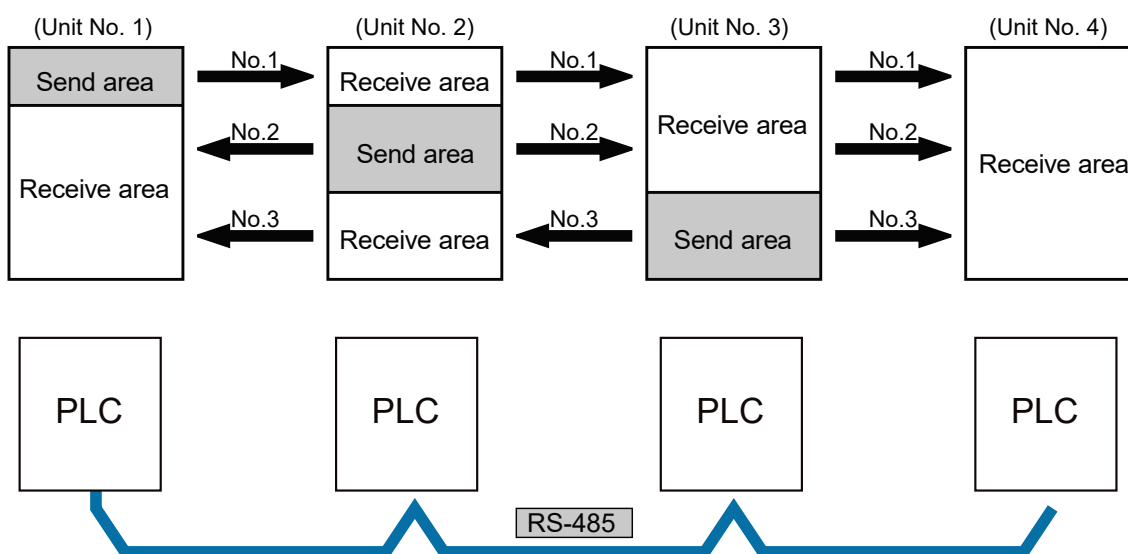 (Unit No. 1) (Unit No. 2) (Unit No. 3) (Unit No. 4)
Send area No.1 Receive area No.1 No.1
Receive area
No.2 Send area No.2 No.2
Receive area Receive area
No.3 Receive area No.3 Send area No.3
PLC PLC PLC PLC
RS-485